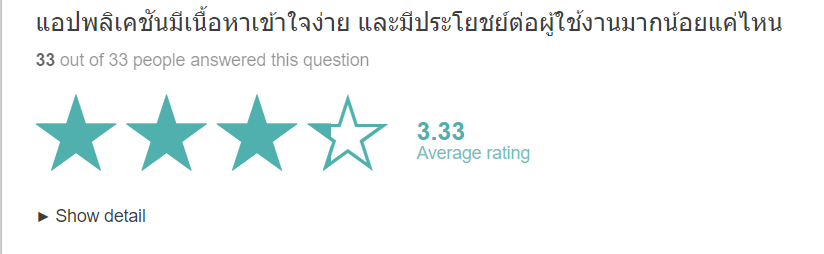 แอปพลิเคชันมีเนื้อหาเข้าใจง่าย และมีประโยชย์ต่อผู้ใช้งานมากน้อยแค่ไหน
33 out of 33 people answered this question
3.33
Average rating
► Show detail